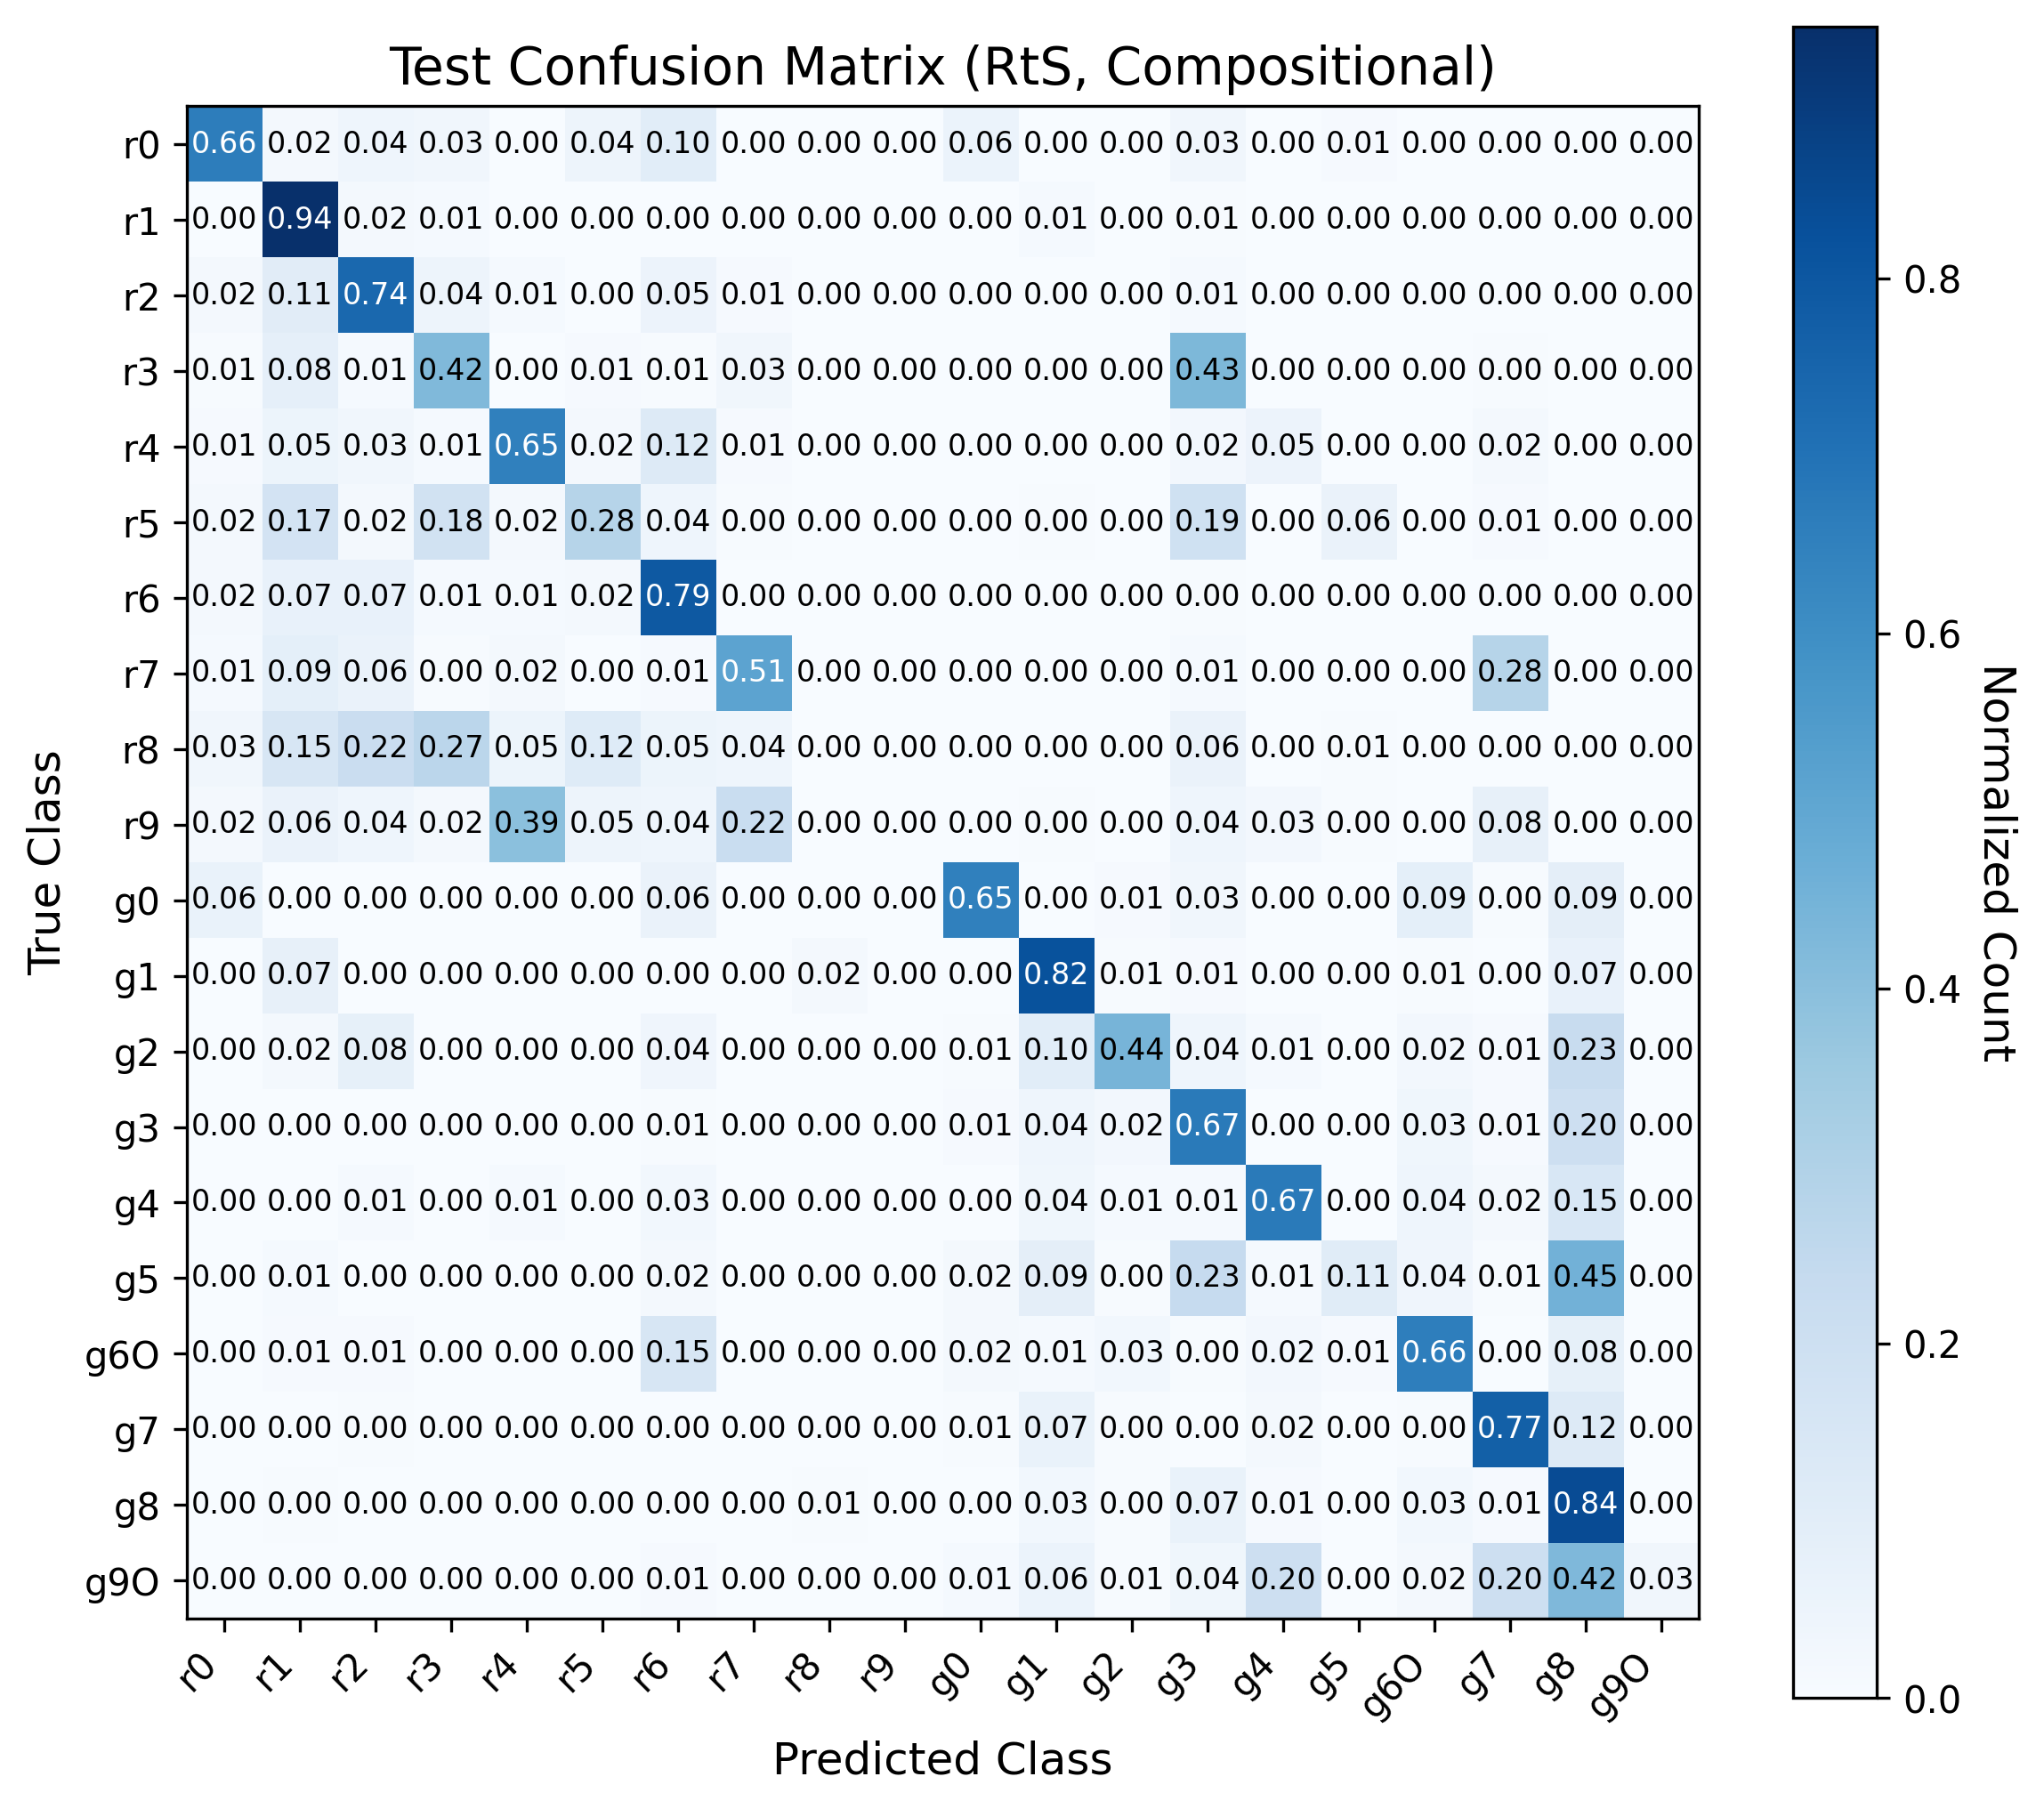 Test Confusion Matrix (RtS, Compositional)
r0 0.66 0.02 0.04 0.03 0.00 0.04 0.10 0.00 0.00 0.00 0.06 0.00 0.00 0.03 0.00 0.01 0.00 0.00 0.00 0.00
r1 0.00 0.94 0.02 0.01 0.00 0.00 0.00 0.00 0.00 0.00 0.00 0.01 0.00 0.01 0.00 0.00 0.00 0.00 0.00 0.00
r2 0.02 0.11 0.74 0.04 0.01 0.00 0.05 0.01 0.00 0.00 0.00 0.00 0.00 0.01 0.00 0.00 0.00 0.00 0.00 0.00
r3 0.01 0.08 0.01 0.42 0.00 0.01 0.01 0.03 0.00 0.00 0.00 0.00 0.00 0.43 0.00 0.00 0.00 0.00 0.00 0.00
r4 0.01 0.05 0.03 0.01 0.65 0.02 0.12 0.01 0.00 0.00 0.00 0.00 0.00 0.02 0.05 0.00 0.00 0.02 0.00 0.00
r5 0.02 0.17 0.02 0.18 0.02 0.28 0.04 0.00 0.00 0.00 0.00 0.00 0.00 0.19 0.00 0.06 0.00 0.01 0.00 0.00
r6 0.02 0.07 0.07 0.01 0.01 0.02 0.79 0.00 0.00 0.00 0.00 0.00 0.00 0.00 0.00 0.00 0.00 0.00 0.00 0.00
r7 0.01 0.09 0.06 0.00 0.02 0.00 0.01 0.51 0.00 0.00 0.00 0.00 0.00 0.01 0.00 0.00 0.00 0.28 0.00 0.00
r8 0.03 0.15 0.22 0.27 0.05 0.12 0.05 0.04 0.00 0.00 0.00 0.00 0.00 0.06 0.00 0.01 0.00 0.00 0.00 0.00
r9 0.02 0.06 0.04 0.02 0.39 0.05 0.04 0.22 0.00 0.00 0.00 0.00 0.00 0.04 0.03 0.00 0.00 0.08 0.00 0.00
g0 0.06 0.00 0.00 0.00 0.00 0.00 0.06 0.00 0.00 0.00 0.65 0.00 0.01 0.03 0.00 0.00 0.09 0.00 0.09 0.00
g1 0.00 0.07 0.00 0.00 0.00 0.00 0.00 0.00 0.02 0.00 0.00 0.82 0.01 0.01 0.00 0.00 0.01 0.00 0.07 0.00
g2 0.00 0.02 0.08 0.00 0.00 0.00 0.04 0.00 0.00 0.00 0.01 0.10 0.44 0.04 0.01 0.00 0.02 0.01 0.23 0.00
g3 0.00 0.00 0.00 0.00 0.00 0.00 0.01 0.00 0.00 0.00 0.01 0.04 0.02 0.67 0.00 0.00 0.03 0.01 0.20 0.00
g4 0.00 0.00 0.01 0.00 0.01 0.00 0.03 0.00 0.00 0.00 0.00 0.04 0.01 0.01 0.67 0.00 0.04 0.02 0.15 0.00
g5 0.00 0.01 0.00 0.00 0.00 0.00 0.02 0.00 0.00 0.00 0.02 0.09 0.00 0.23 0.01 0.11 0.04 0.01 0.45 0.00
g6O 0.00 0.01 0.01 0.00 0.00 0.00 0.15 0.00 0.00 0.00 0.02 0.01 0.03 0.00 0.02 0.01 0.66 0.00 0.08 0.00
g7 0.00 0.00 0.00 0.00 0.00 0.00 0.00 0.00 0.00 0.00 0.01 0.07 0.00 0.00 0.02 0.00 0.00 0.77 0.12 0.00
g8 0.00 0.00 0.00 0.00 0.00 0.00 0.00 0.00 0.01 0.00 0.00 0.03 0.00 0.07 0.01 0.00 0.03 0.01 0.84 0.00
g9O 0.00 0.00 0.00 0.00 0.00 0.00 0.01 0.00 0.00 0.00 0.01 0.06 0.01 0.04 0.20 0.00 0.02 0.20 0.42 0.03
r0 r1 r2 r3 r4 r5 r6 r7 r8 r9 g0 g1 g2 g3 g4 g5 g6O g7 g8 g9O
Predicted Class
True Class
0.8
0.6
0.4
0.2
0.0
Normalized Count